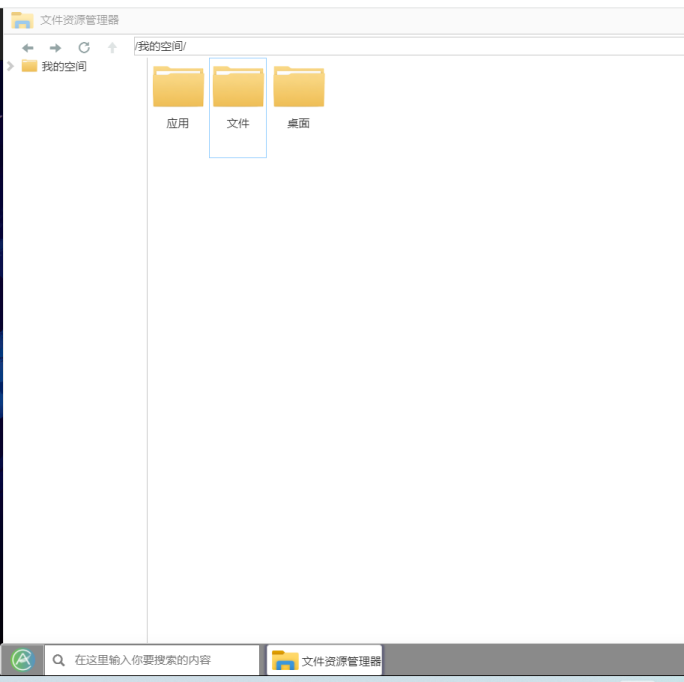 文件资源管理器
/我的空间/
我的空间
应用
文件
桌面
在这里输入你要搜索的内容
文件资源管理器